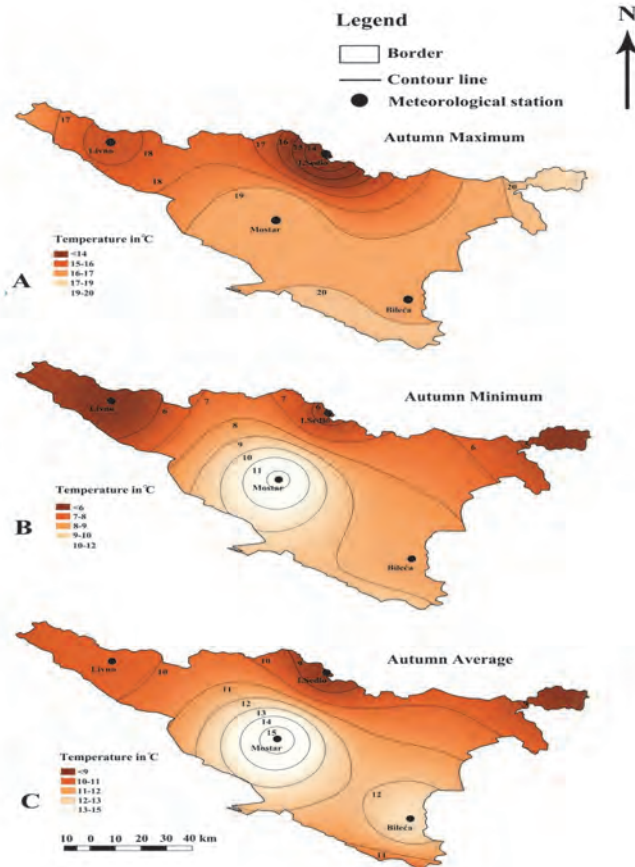 Legend
N
Border
Contour line
Meteorological station
Autumn Maximum
17
Livno
18
18
17
16
15
14
I.Sedlo
19
Mostar
20
20
Bileća
Temperature in °C
<14
15-16
16-17
17-19
19-20
A
Autumn Minimum
Livno
6
7
7
6
I.Sedlo
8
9
10
11
Mostar
6
Bileća
Temperature in °C
<6
7-8
8-9
9-10
10-12
B
Autumn Average
Livno
10
10
9
I.Sedlo
11
12
13
14
15
Mostar
12
Bileća
11
Temperature in °C
<9
10-11
11-12
12-13
13-15
C
10 0 10 20 30 40 km